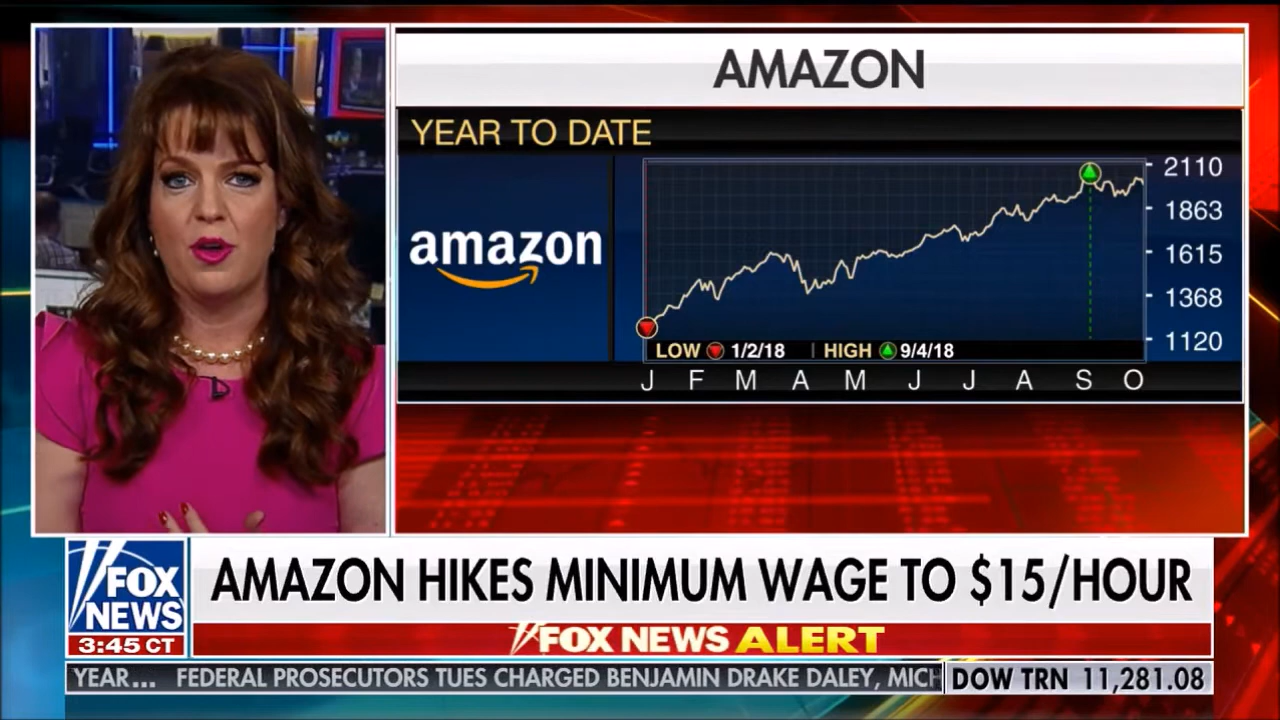 AMAZON
YEAR TO DATE
amazon
2110
1863
1615
1368
1120
LOW 1/2/18 | HIGH 9/4/18
J F M A M J J A S O
FOX
NEWS
3:45 CT
AMAZON HIKES MINIMUM WAGE TO $15/HOUR
FOX NEWS ALERT
YEAR... FEDERAL PROSECUTORS TUES CHARGED BENJAMIN DRAKE DALEY, MICH
DOW TRN 11,281.08